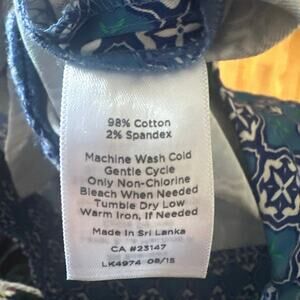 98% Cotton
2% Spandex
Machine Wash Cold
Gentle Cycle
Only Non-Chlorine
Bleach When Needed
Tumble Dry Low
Warm Iron, If Needed
Made In Sri Lanka
CA #23147
LK4974 08/15